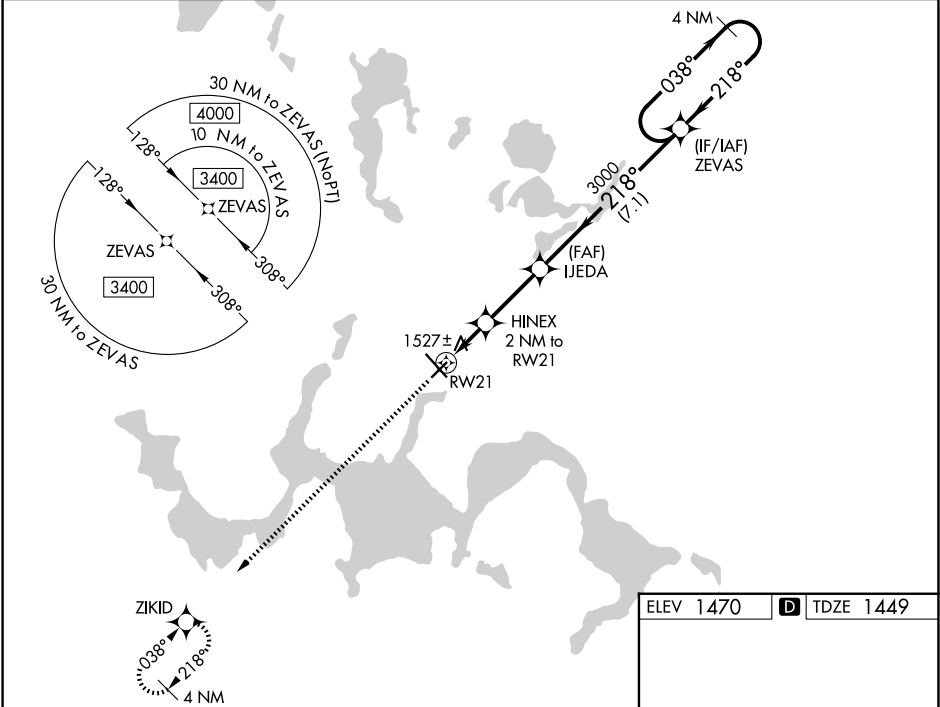 4 NM
038°
218°
(IF/IAF)
ZEVAS
30 NM to ZEVAS (NoPT)
4000
10 NM to ZEVAS
128°
3400
ZEVAS
308°
128°
ZEVAS
3400
308°
30 NM to ZEVAS
3000
218°
(7.1)
(FAF)
IJEDA
HINEX
2 NM to
RW21
1527±
RW21
ZIKID
038°
218°
4 NM
ELEV 1470 D TDZE 1449